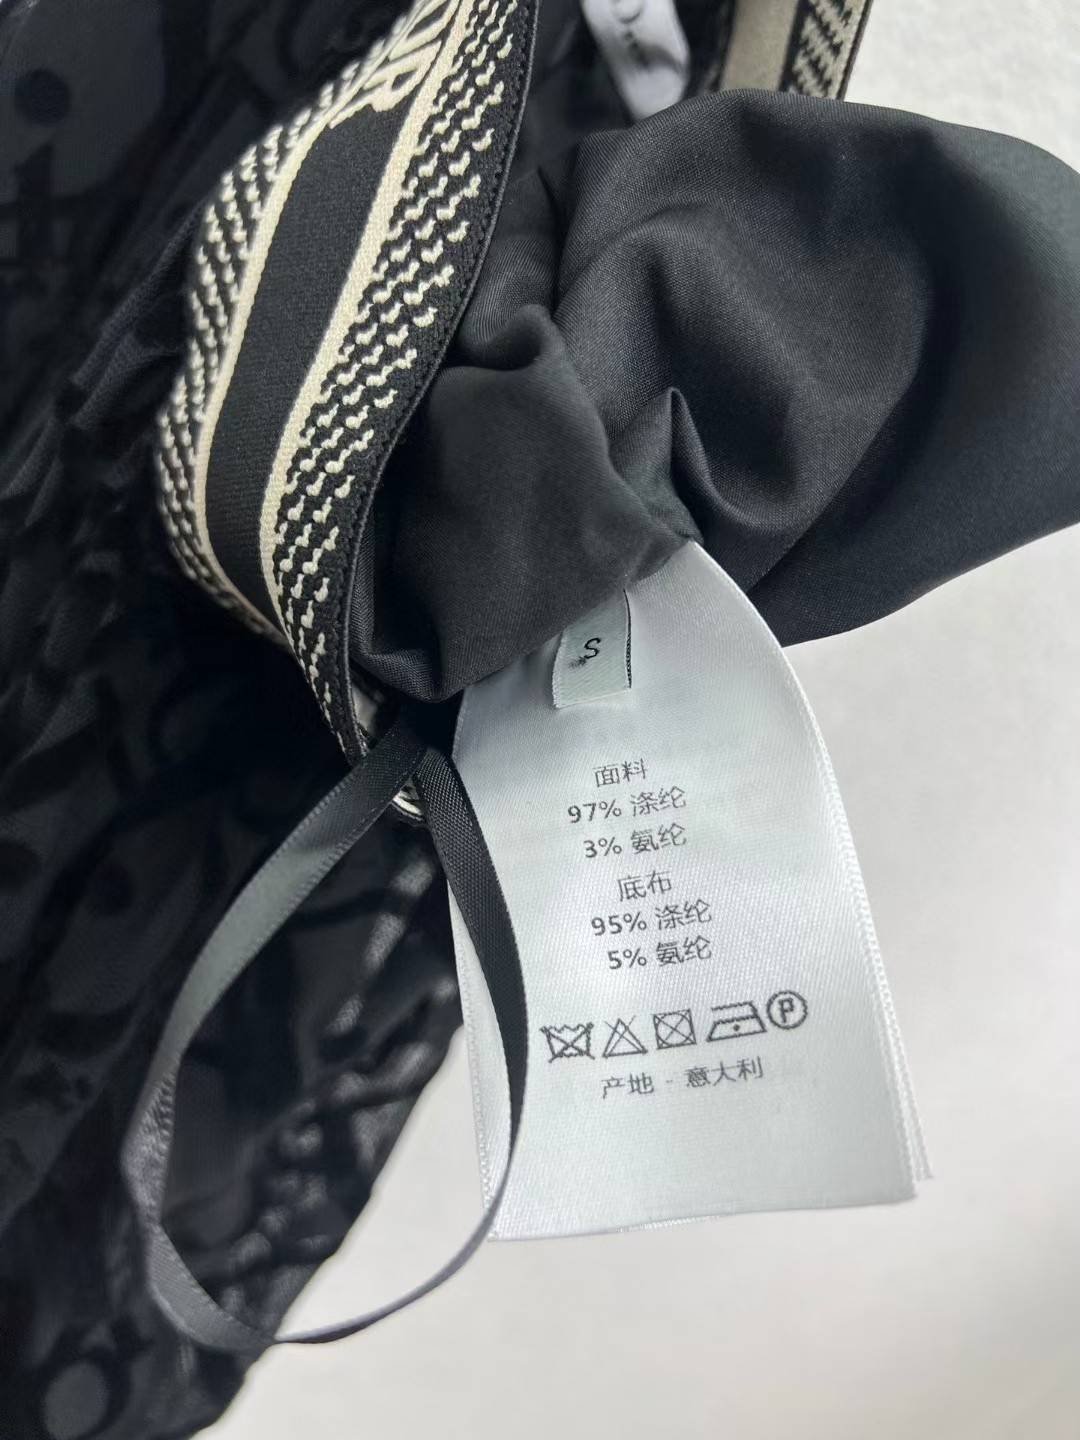 S
面料
97% 涤纶
3% 氨纶
底布
95% 涤纶
5% 氨纶
P
产地 - 意大利